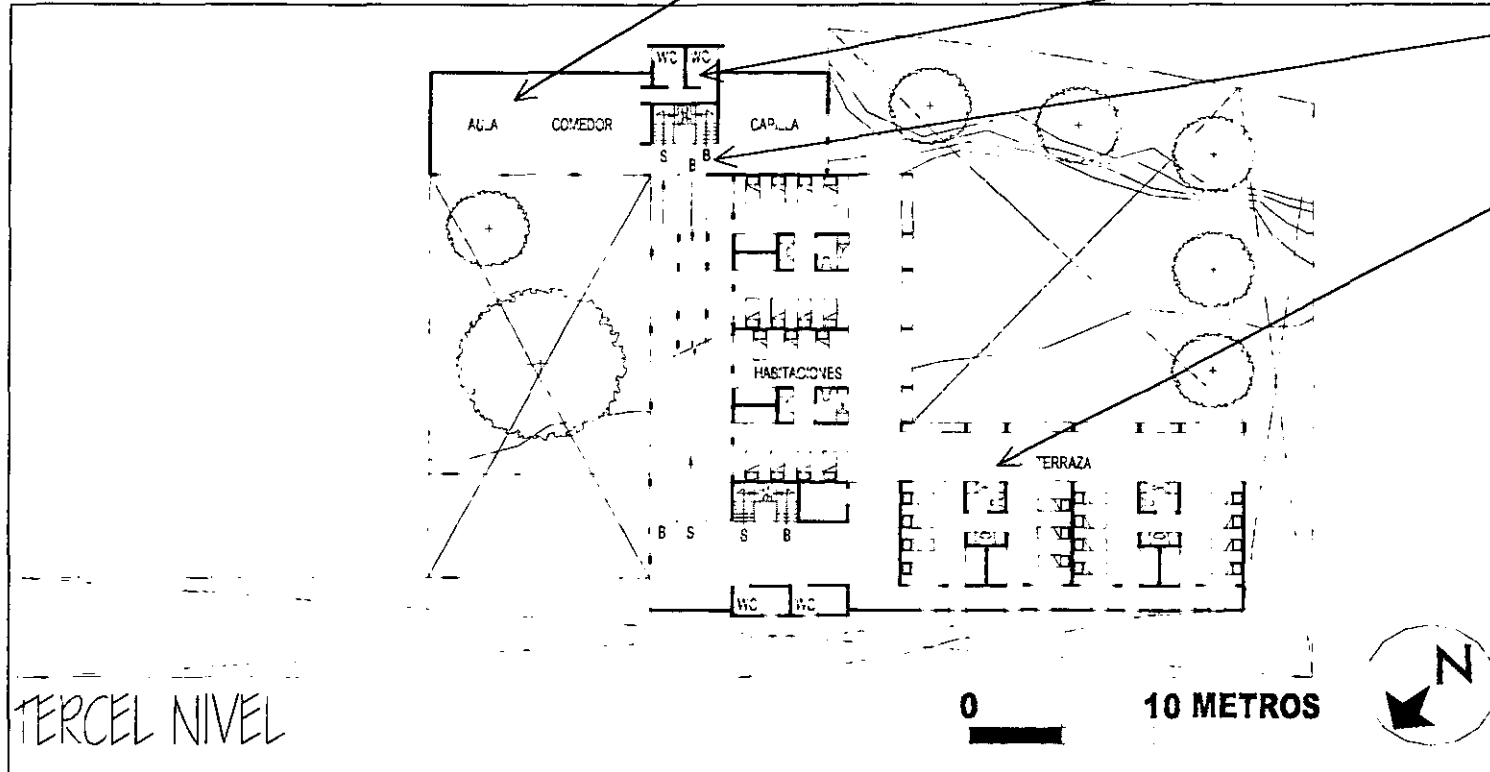 WC WC
AULA COMEDOR CAPILLA
S B B
HABITACIONES
TERRAZA
B S S B
WC WC
TERCEL NIVEL
0 10 METROS
N